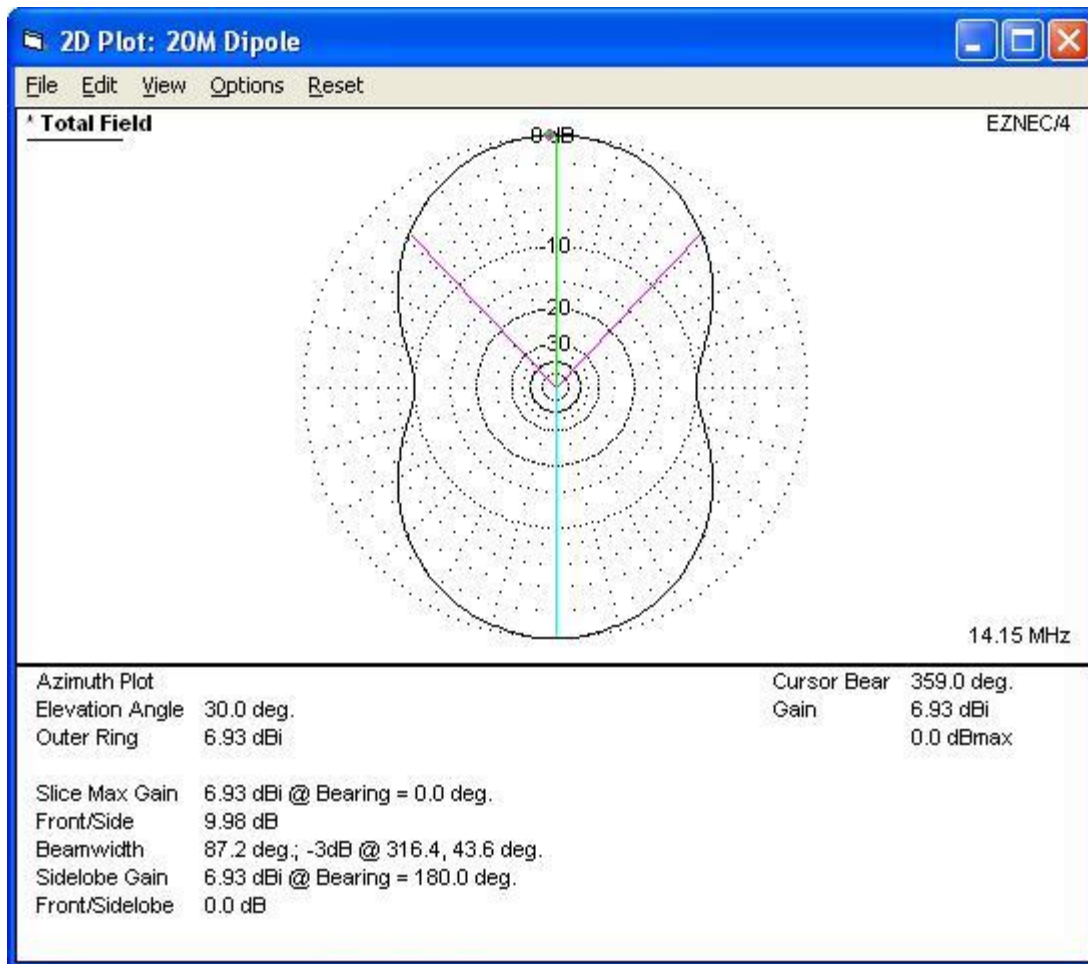 2D Plot: 20M Dipole
File Edit View Options Reset
* Total Field
EZNEC/4
0 dB
-10
-20
-30
14.15 MHz
Azimuth Plot
Elevation Angle 30.0 deg.
Outer Ring 6.93 dBi
Cursor Bear 359.0 deg.
Gain 6.93 dBi
0.0 dBmax
Slice Max Gain 6.93 dBi @ Bearing = 0.0 deg.
Front/Side 9.98 dB
Beamwidth 87.2 deg.; -3dB @ 316.4, 43.6 deg.
Sidelobe Gain 6.93 dBi @ Bearing = 180.0 deg.
Front/Sidelobe 0.0 dB